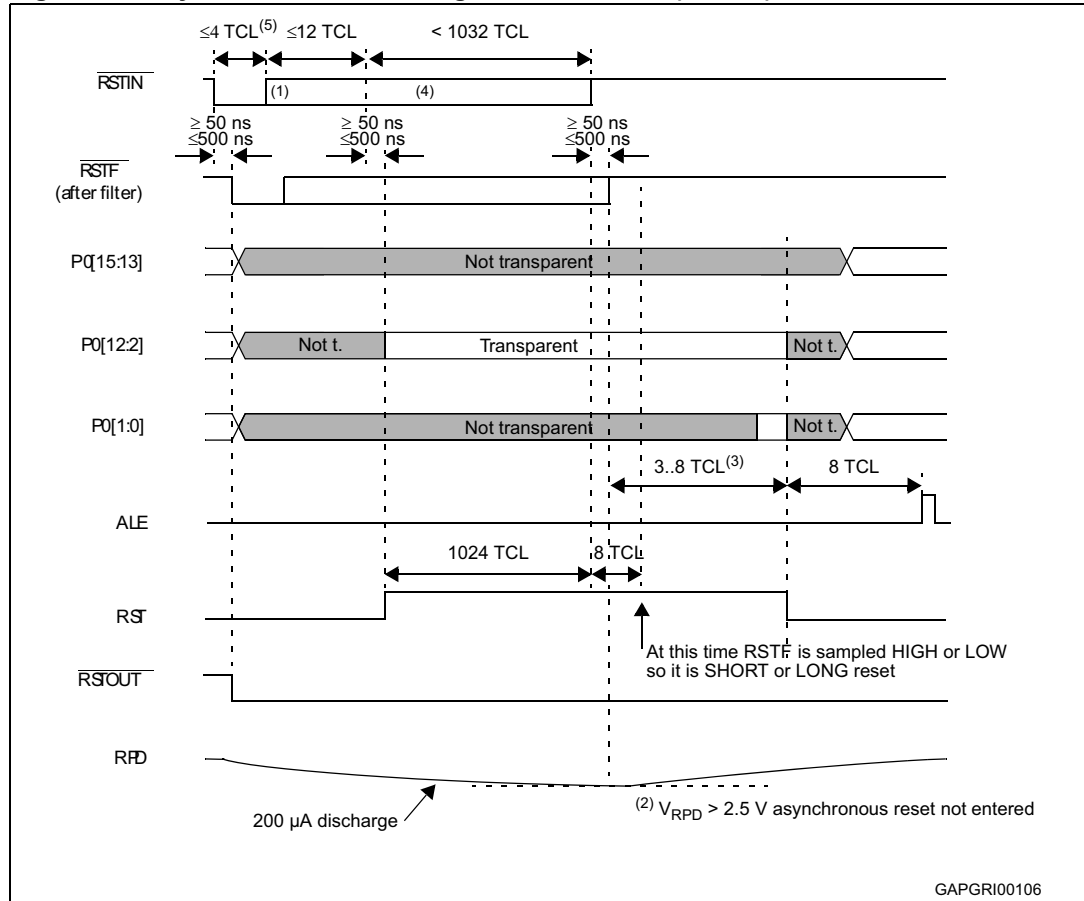 ≤4 TCL(5) ≤12 TCL < 1032 TCL
RSTIN
(1) (4)
≥ 50 ns ≥ 50 ns ≥ 50 ns
≤500 ns ≤500 ns ≤500 ns
RSTF
(after filter)
P0[15:13] Not transparent
P0[12:2] Not t. Transparent Not t.
P0[1:0] Not transparent Not t.
3..8 TCL(3) 8 TCL
ALE
1024 TCL 8 TCL
RST
At this time RSTF is sampled HIGH or LOW
so it is SHORT or LONG reset
RSTOUT
RPD
200 µA discharge
(2) VRPD > 2.5 V asynchronous reset not entered
GAPGRI00106